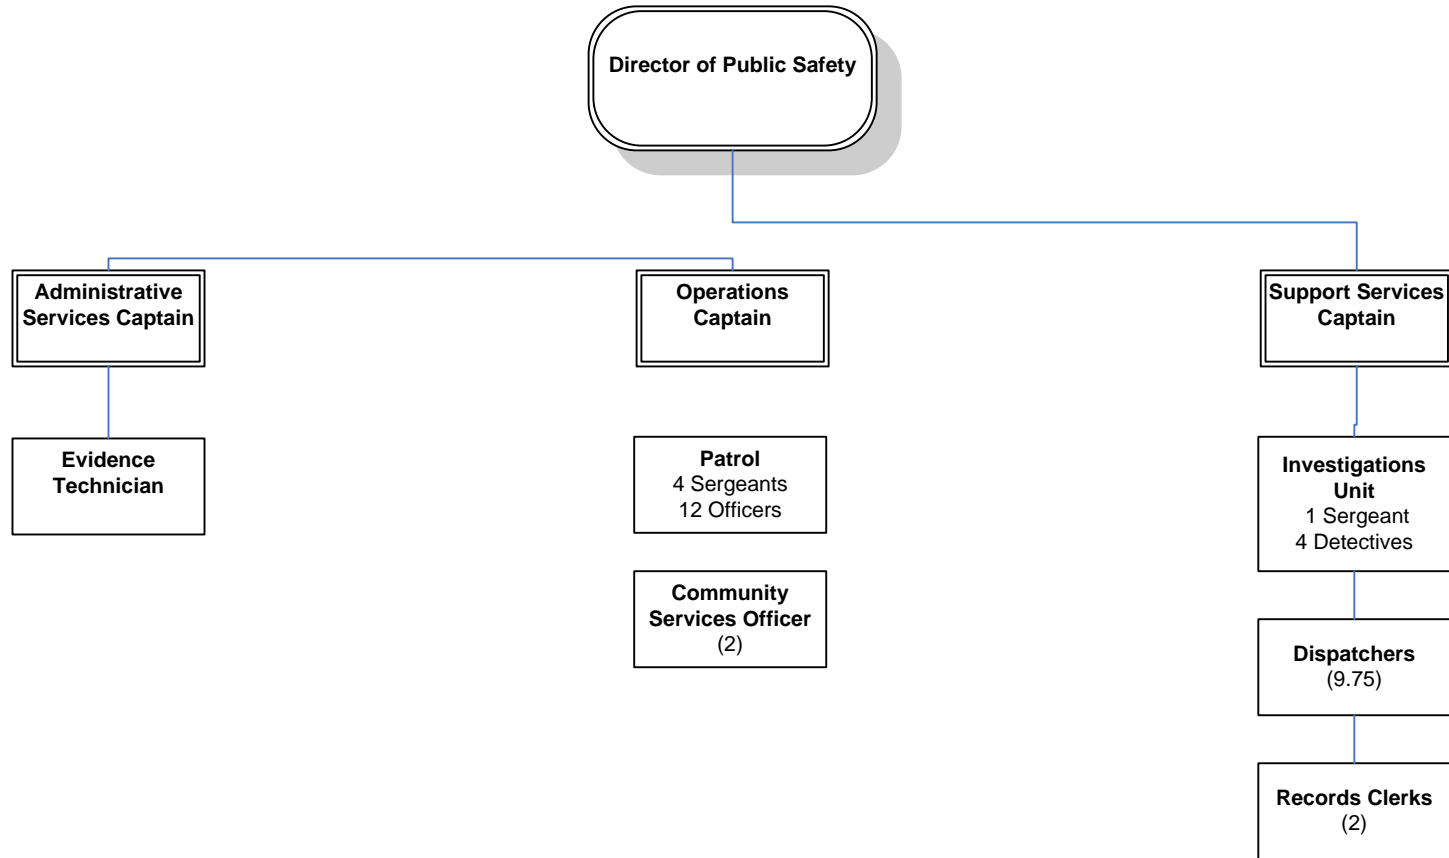 Director of Public Safety
Administrative
Services Captain
Operations
Captain
Support Services
Captain
Evidence
Technician
Patrol
4 Sergeants
12 Officers
Investigations
Unit
1 Sergeant
4 Detectives
Community
Services Officer
(2)
Dispatchers
(9.75)
Records Clerks
(2)